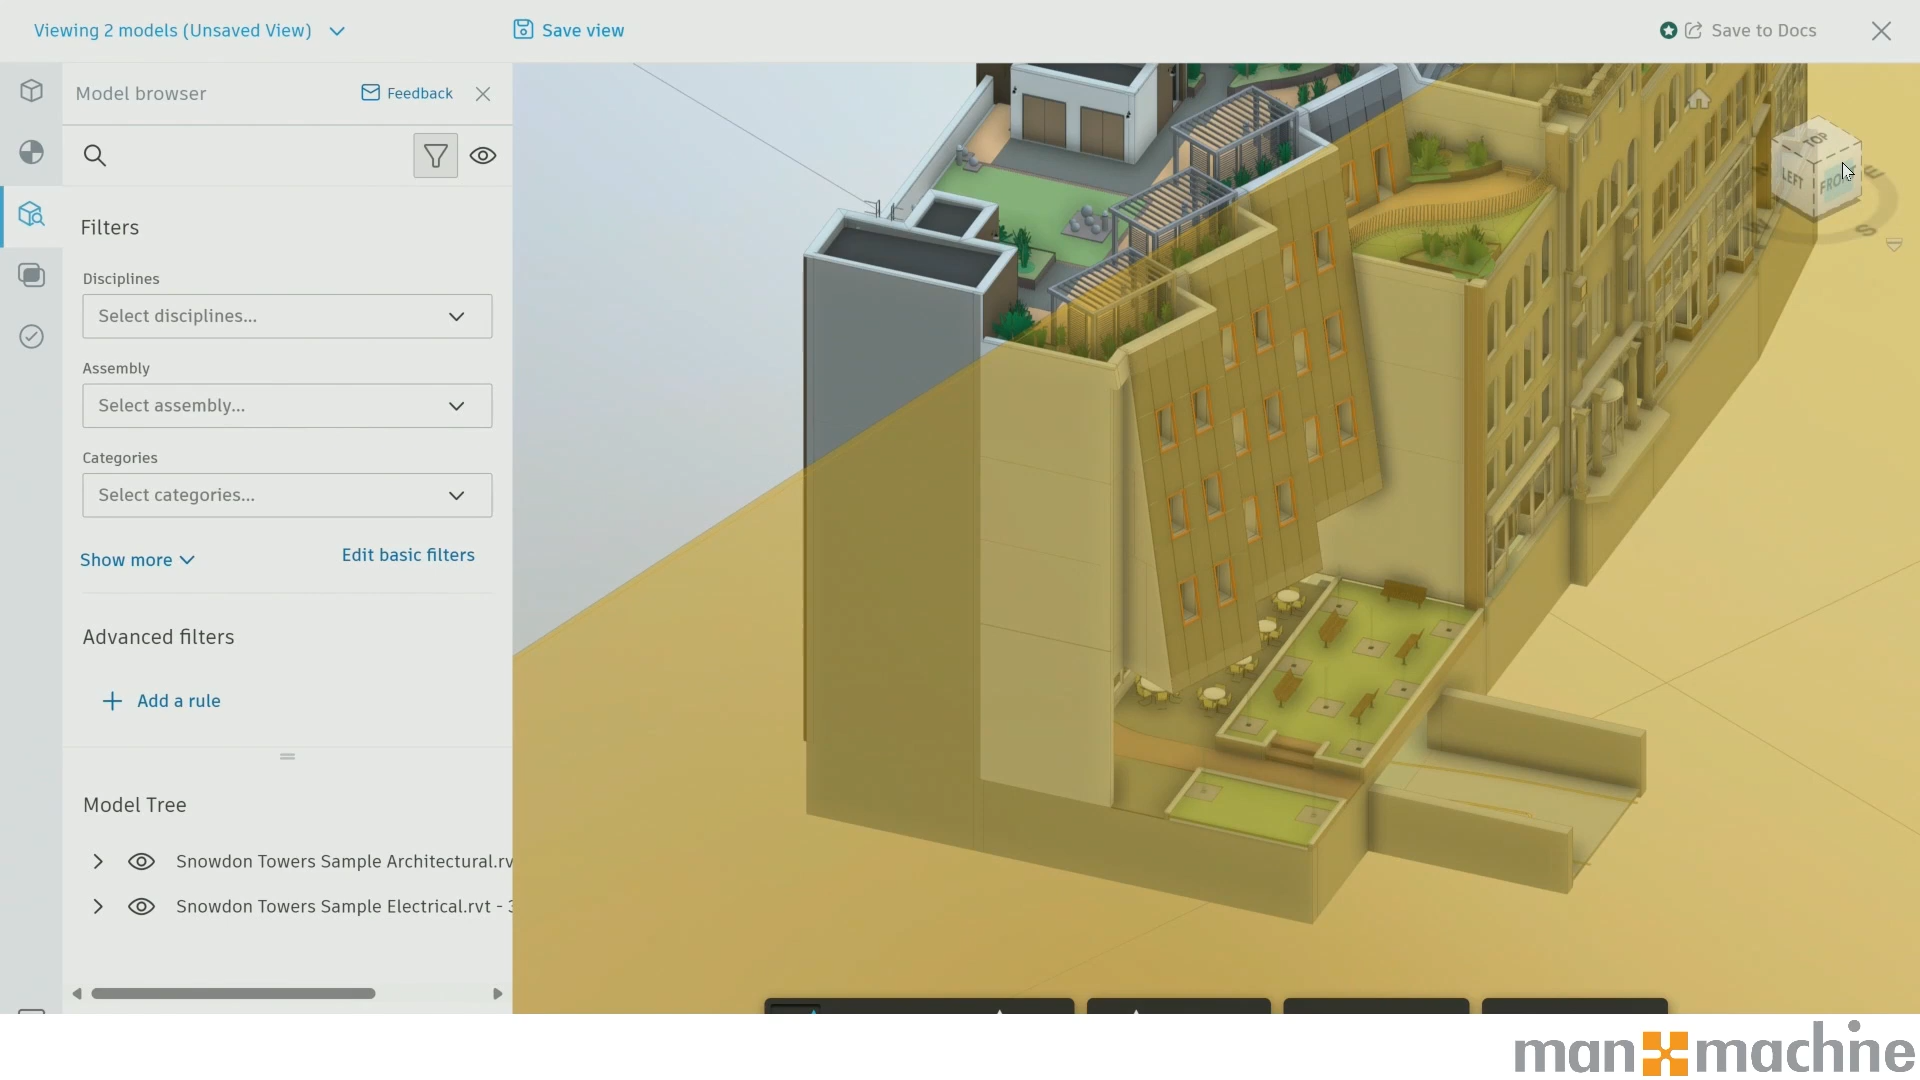 Viewing 2 models (Unsaved View)
Save view
Save to Docs
Model browser
Feedback
Filters
Disciplines
Select disciplines...
Assembly
Select assembly...
Categories
Select categories...
Show more
Edit basic filters
Advanced filters
Add a rule
Model Tree
Snowdon Towers Sample Architectural.rv
Snowdon Towers Sample Electrical.rvt -
TOP
LEFT
FRO
E
W
S
man machine